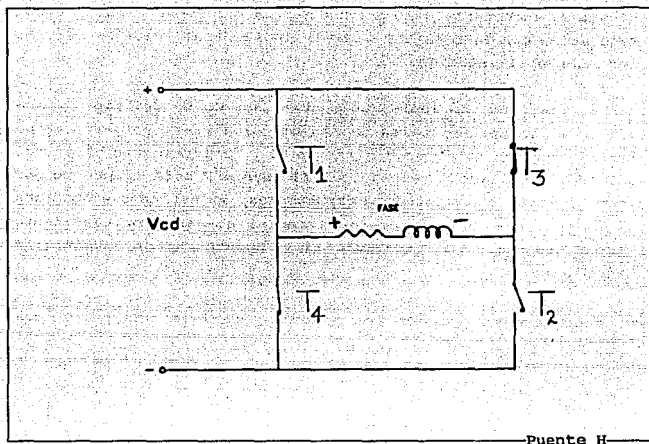 +
T1
T3
Vcd
FASE
+ -
T4
T2
-
Puente H